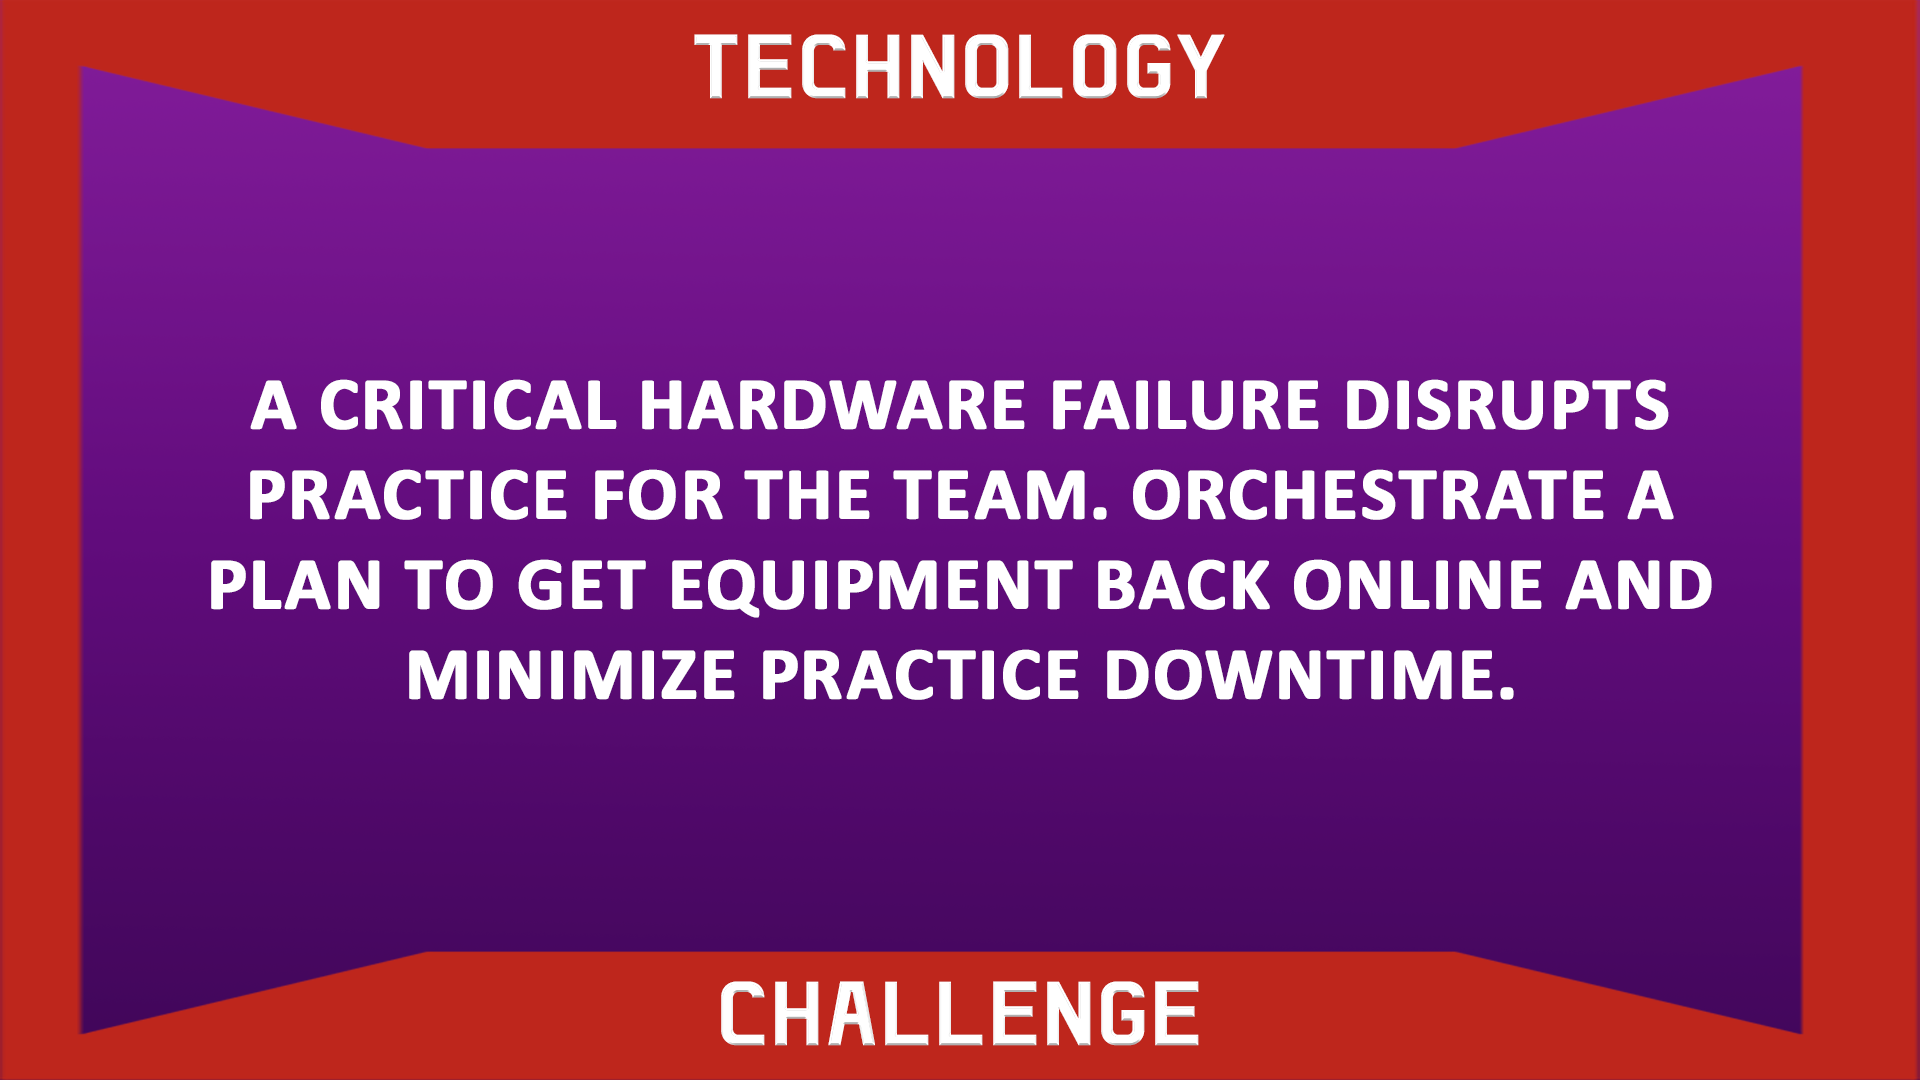 TECHNOLOGY
A CRITICAL HARDWARE FAILURE DISRUPTS
PRACTICE FOR THE TEAM. ORCHESTRATE A
PLAN TO GET EQUIPMENT BACK ONLINE AND
MINIMIZE PRACTICE DOWNTIME.
CHALLENGE